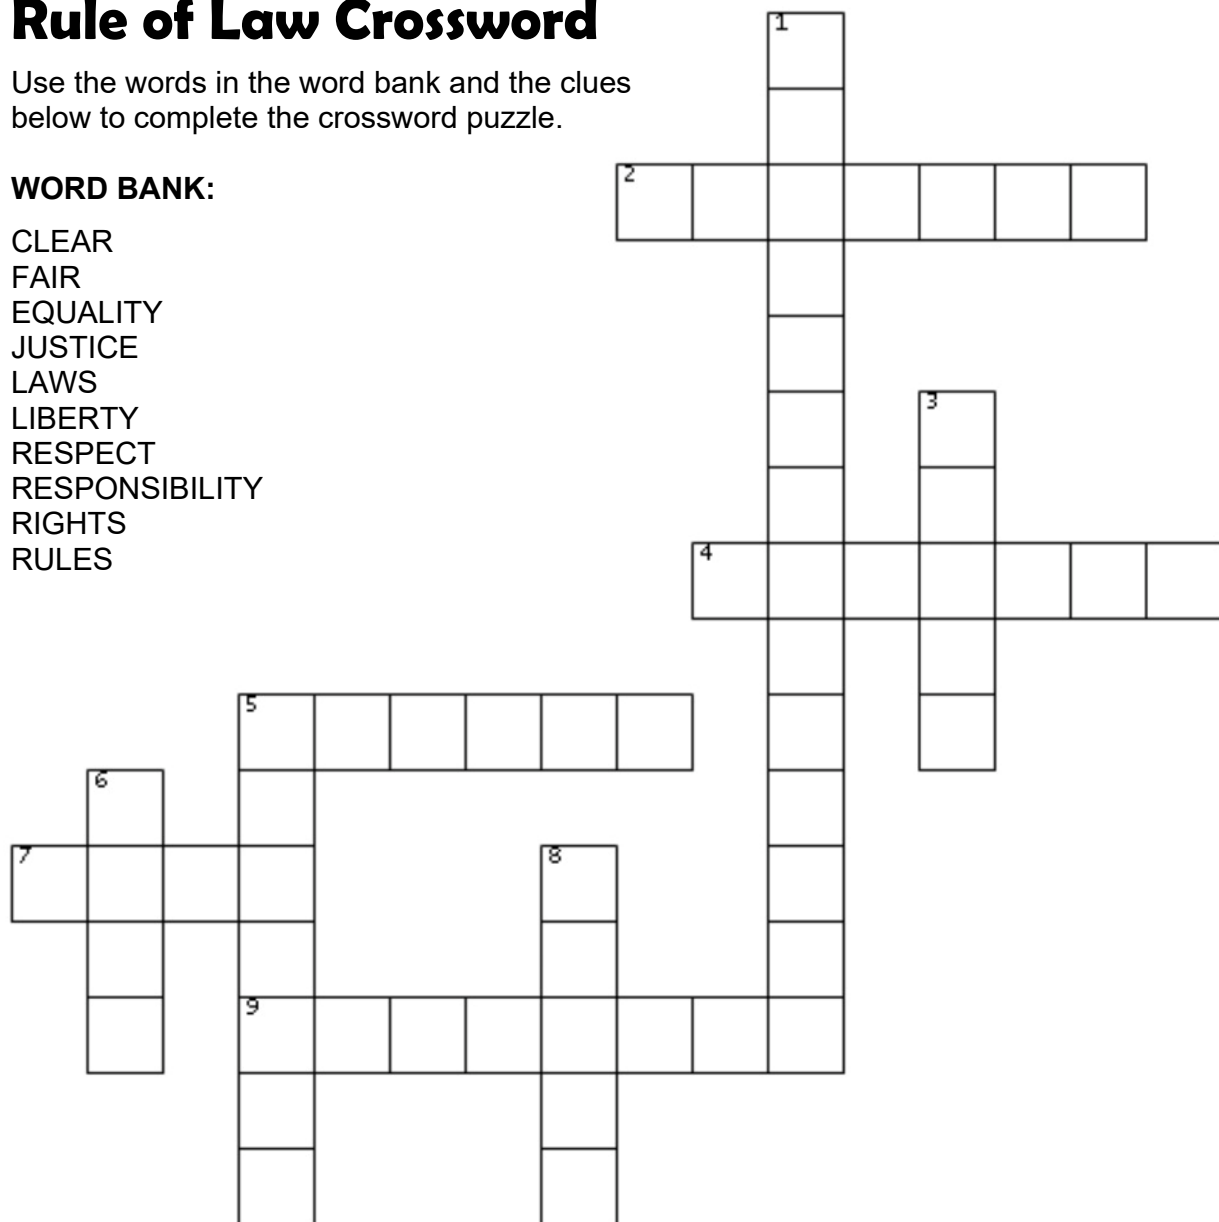 Rule of Law Crossword
Use the words in the word bank and the clues
below to complete the crossword puzzle.
WORD BANK:
CLEAR
FAIR
EQUALITY
JUSTICE
LAWS
LIBERTY
RESPECT
RESPONSIBILITY
RIGHTS
RULES
1
2
3
4
5
6
7
8
9